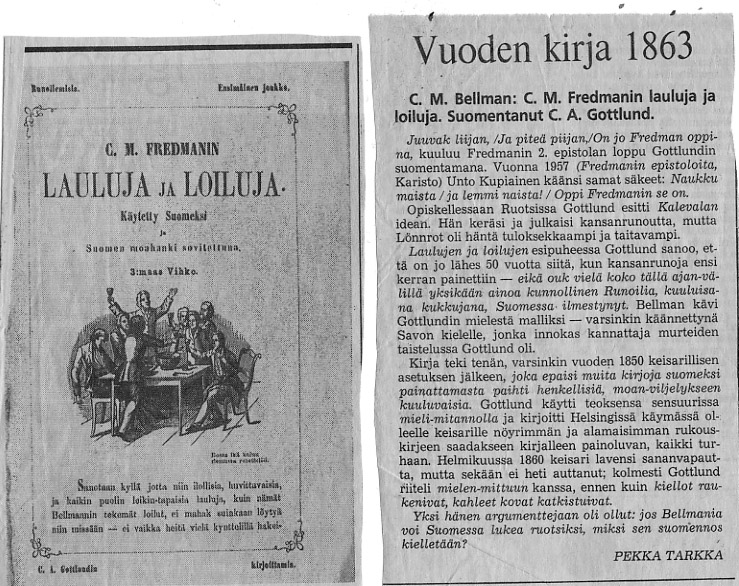 Runoilemisia. Ensimäinen joukko.
C. M. FREDMANIN
LAULUJA JA LOILUJA.
Käytetty Suomeksi
ja
Suomen moahanki sovitettuna,
3:maas Vihko.
Sanotaan kyllä jotta niin ilollisia, huvittavaisia,
ja kaikin puolin loikin-tapaisia lauluja, kuin nämät
Bellmannin tekemät loilut, ei mahak suinkaan löytyä
niin missään — ei vaikka heitä vielä kynttilillä hakei-
C. A. Gottlundin kirjoittamia.
Vuoden kirja 1863
C. M. Bellman: C. M. Fredmanin lauluja ja
loiluja. Suomentanut C. A. Gottlund.
Juuvak liijan, /Ja piteä piijan,/On jo Fredman oppi-
na, kuuluu Fredmanin 2. epistolan loppu Gottlundin
suomentamana. Vuonna 1957 (Fredmanin epistoloita,
Karisto) Unto Kupiainen käänsi samat säkeet: Naukku
maista / ja lemmi naista! / Oppi Fredmanin se on.
Opiskellessaan Ruotsissa Gottlund esitti Kalevalan
idean. Hän keräsi ja julkaisi kansanrunoutta, mutta
Lönnrot oli häntä tuloksekkaampi ja taitavampi.
Laulujen ja loilujen esipuheessa Gottlund sanoo, et-
tä on jo lähes 50 vuotta siitä, kun kansanrunoja ensi
kerran painettiin — eikä ouk vielä koko tällä ajan-vä-
lillä yksikään ainoa kunnollinen Runoilia, kuuluisa-
na kukkujana, Suomessa ilmestynyt. Bellman kävi
Gottlundin mielestä malliksi — varsinkin käännettynä
Savon kielelle, jonka innokas kannattaja murteiden
taistelussa Gottlund oli.
Kirja teki tenän, varsinkin vuoden 1850 keisarillisen
asetuksen jälkeen, joka epaisi muita kirjoja suomeksi
painattamasta paihti henkellisiä, moan-viljelykseen
kuuluvaisia. Gottlund käytti teoksensa sensuurissa
mieli-mitannolla ja kirjoitti Helsingissä käymässä ol-
leelle keisarille nöyrimmän ja alamaisimman rukous-
kirjeen saadakseen kirjalleen painoluvan, kaikki tur-
haan. Helmikuussa 1860 keisari lavensi sananvapaut-
ta, mutta sekään ei heti auttanut; kolmesti Gottlund
riiteli mielen-mittuun kanssa, ennen kuin kiellot rau-
kenivat, kahleet kovat katkistuivat.
Yksi hänen argumenttejaan oli ollut: jos Bellmania
voi Suomessa lukea ruotsiksi, miksi sen suomennos
kielletään?
PEKKA TARKKA